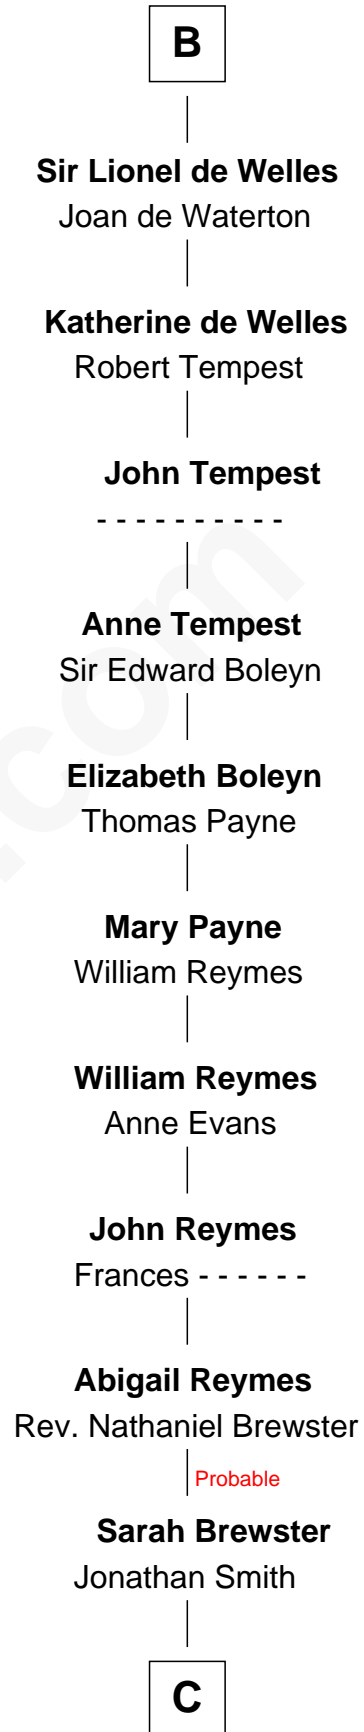 B
Sir Lionel de Welles
Joan de Waterton
Katherine de Welles
Robert Tempest
John Tempest
- - - - - - - - - -
Anne Tempest
Sir Edward Boleyn
Elizabeth Boleyn
Thomas Payne
Mary Payne
William Reymes
William Reymes
Anne Evans
John Reymes
Frances - - - - - -
Abigail Reymes
Rev. Nathaniel Brewster
Probable
Sarah Brewster
Jonathan Smith
C
.com